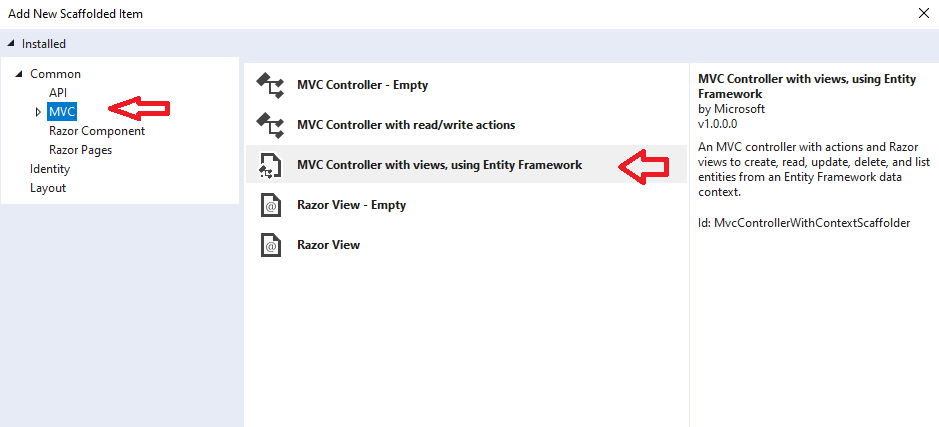 Add New Scaffolded Item
Installed
Common
API
MVC
Razor Component
Razor Pages
Identity
Layout
MVC Controller - Empty
MVC Controller with read/write actions
MVC Controller with views, using Entity Framework
Razor View - Empty
Razor View
MVC Controller with views, using Entity
Framework
by Microsoft
v1.0.0.0
An MVC controller with actions and Razor
views to create, read, update, delete, and list
entities from an Entity Framework data
context.
Id: MvcControllerWithContextScaffolder